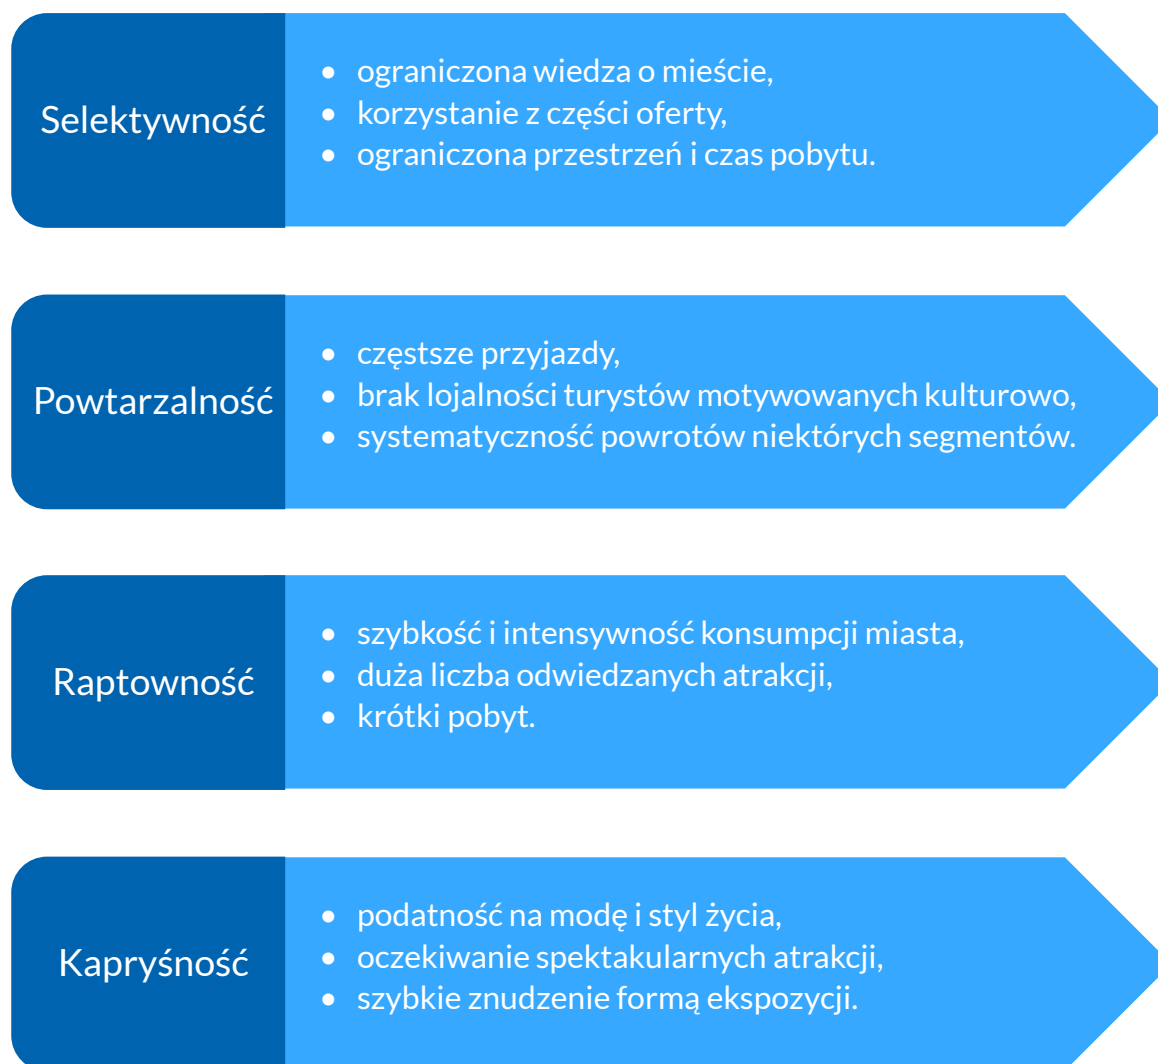 Selektywność
• ograniczona wiedza o mieście,
• korzystanie z części oferty,
• ograniczona przestrzeń i czas pobytu.
Powtarzalność
• częstsze przyjazdy,
• brak lojalności turystów motywowanych kulturowo,
• systematyczność powrotów niektórych segmentów.
Raptowność
• szybkość i intensywność konsumpcji miasta,
• duża liczba odwiedzanych atrakcji,
• krótki pobyt.
Kapryśność
• podatność na modę i styl życia,
• oczekiwanie spektakularnych atrakcji,
• szybkie znudzenie formą ekspozycji.